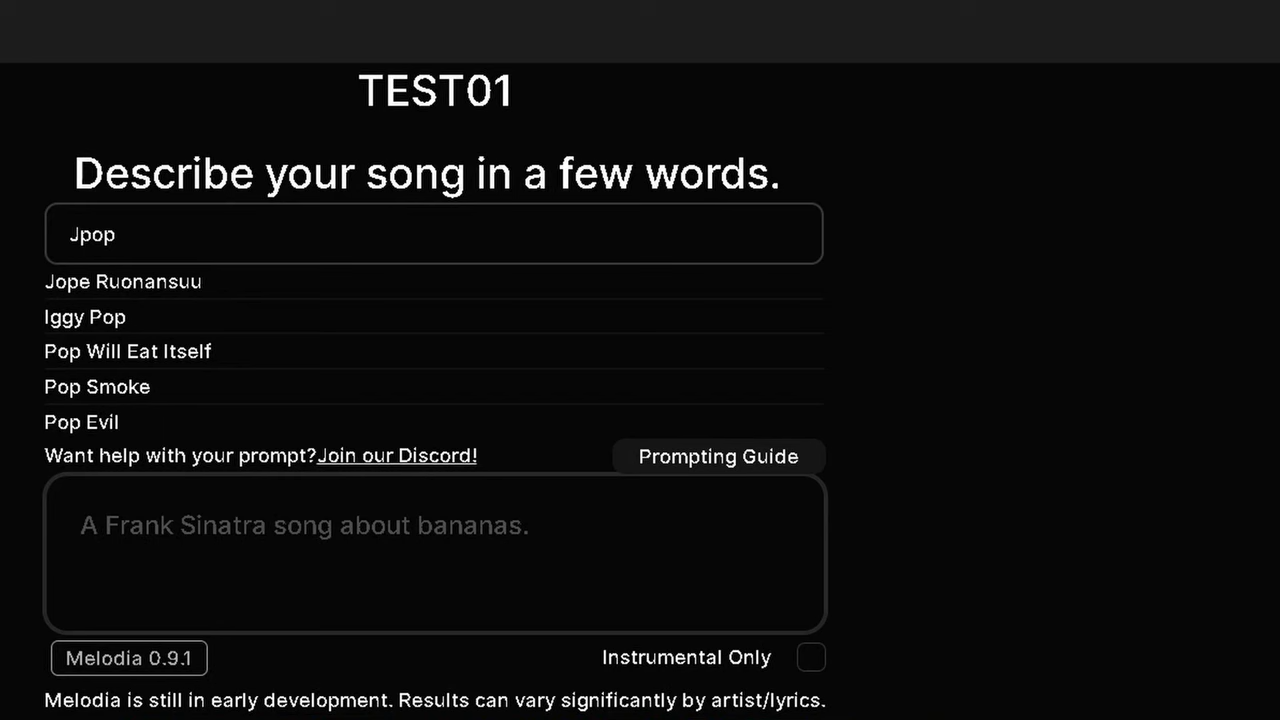 TEST01
Describe your song in a few words.
Jpop
Jope Ruonansuu
Iggy Pop
Pop Will Eat Itself
Pop Smoke
Pop Evil
Want help with your prompt?Join our Discord!
Prompting Guide
A Frank Sinatra song about bananas.
Melodia 0.9.1
Instrumental Only
Melodia is still in early development. Results can vary significantly by artist/lyrics.